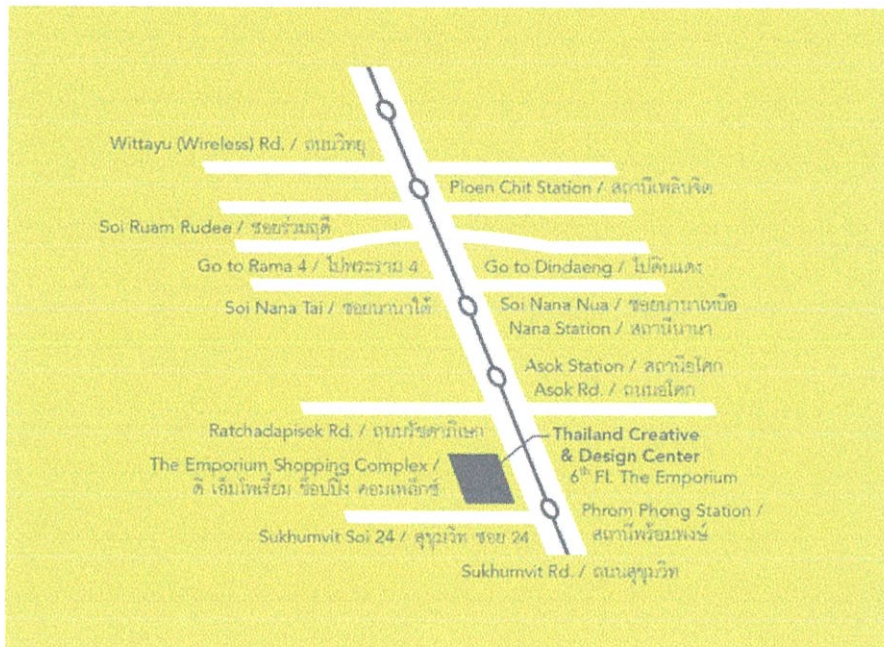 Wittayu (Wireless) Rd. / ถนนวิทยุ
Ploen Chit Station / สถานีเพลินจิต
Soi Ruam Rudee / ซอยร่วมฤดี
Go to Rama 4 / ไปพระราม 4
Go to Dindaeng / ไปดินแดง
Soi Nana Tai / ซอยนานาใต้
Soi Nana Nua / ซอยนานาเหนือ
Nana Station / สถานีนานา
Asok Station / สถานีอโศก
Asok Rd. / ถนนอโศก
Ratchadapisek Rd. / ถนนรัชดาภิเษก
Thailand Creative
& Design Center
6th Fl. The Emporium
The Emporium Shopping Complex /
ดิ เอ็มโพเรี่ยม ช็อปปิ้ง คอมเพล็กซ์
Phrom Phong Station /
สถานีพร้อมพงษ์
Sukhumvit Soi 24 / สุขุมวิท ซอย 24
Sukhumvit Rd. / ถนนสุขุมวิท